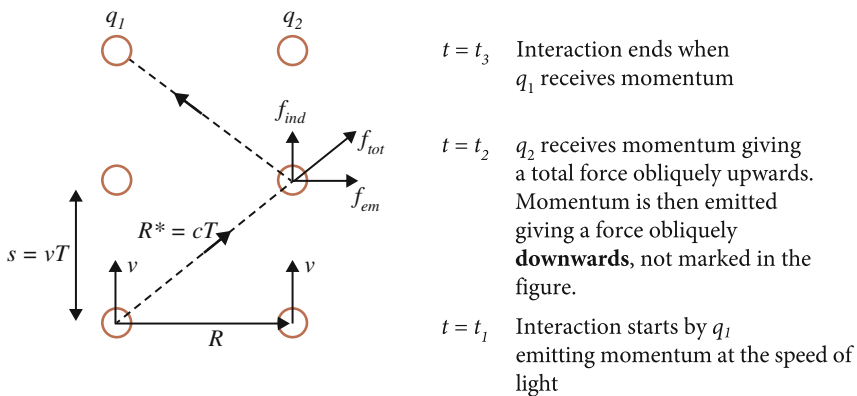 q1 q2
t = t3 Interaction ends when
q1 receives momentum
find
ftot
t = t2 q2 receives momentum giving
a total force obliquely upwards.
Momentum is then emitted
giving a force obliquely
downwards, not marked in the
figure.
fem
R* = cT
s = vT
v v
R
t = t1 Interaction starts by q1
emitting momentum at the speed of
light